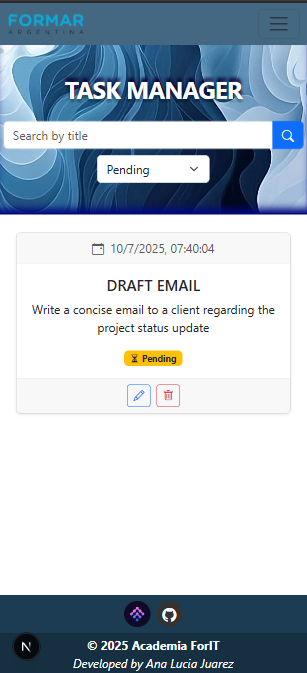 FORMAR
ARGENTINA
TASK MANAGER
Search by title
Pending
10/7/2025, 07:40:04
DRAFT EMAIL
Write a concise email to a client regarding the
project status update
Pending
N
© 2025 Academia ForIT
Developed by Ana Lucia Juarez